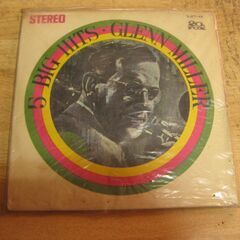 STEREO
5 BIG HITS · GLENN MILLER